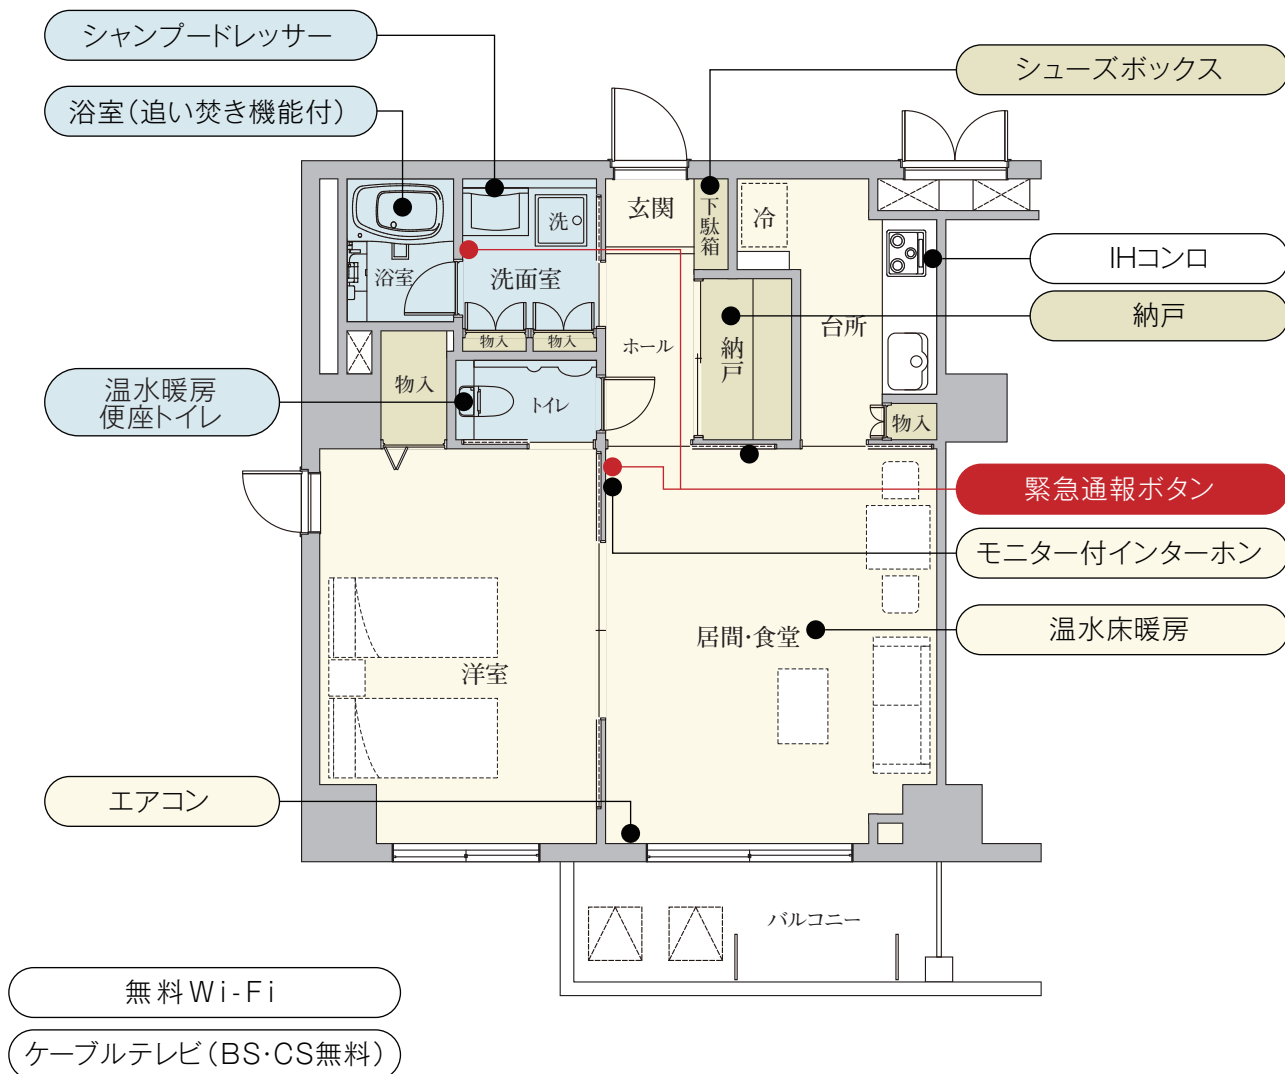 シャンプードレッサー
シューズボックス
浴室（追い焚き機能付）
玄関
下駄箱
冷
洗
IHコンロ
浴室
洗面室
納戸
台所
物入
物入
ホール
納戸
物入
温水暖房
便座トイレ
トイレ
物入
緊急通報ボタン
モニター付インターホン
居間・食堂
温水床暖房
洋室
エアコン
バルコニー
無料Wi-Fi
ケーブルテレビ（BS・CS無料）